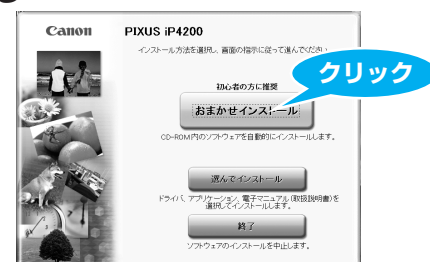 Canon
PIXUS iP4200
インストール方法を選択し、画面の指示に従って進んでください。
クリック
初心者の方に推奨
おまかせインストール
CD-ROM内のソフトウェアを自動的にインストールします。
選んでインストール
ドライバ、アプリケーション、電子マニュアル(取扱説明書)を
選択してインストールします。
終了
ソフトウェアのインストールを中止します。